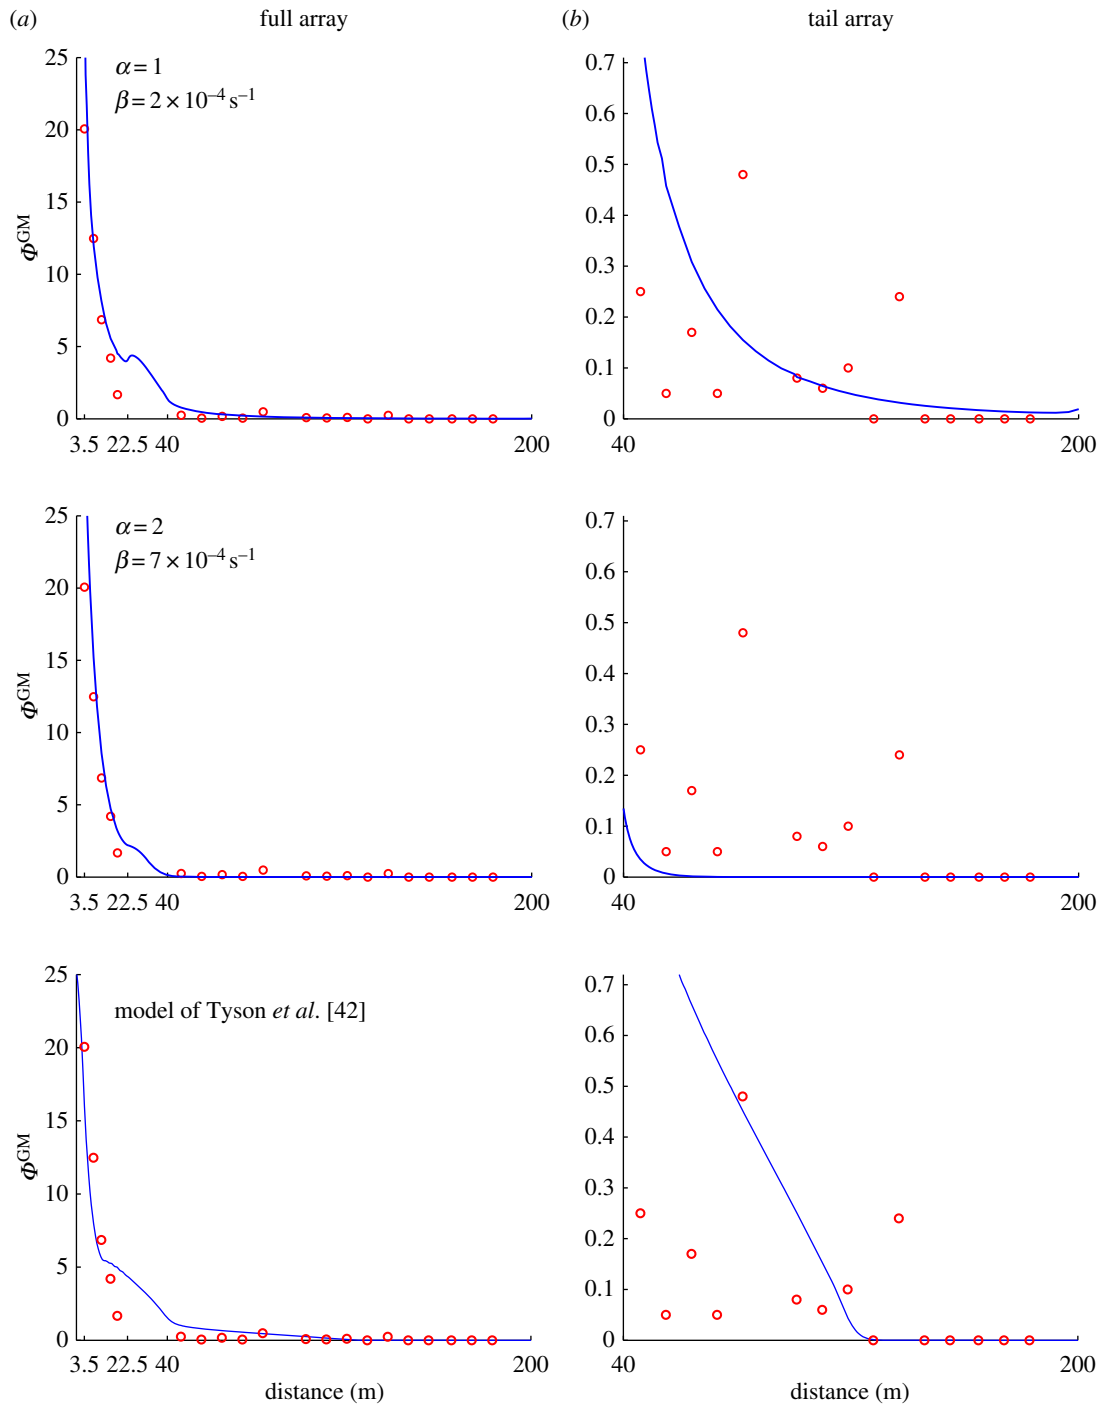 (a) full array (b) tail array
25 0.7
α = 1
β = 2 × 10⁻⁴ s⁻¹
0.6
20
0.5
15
0.4
Φ^GM
10 0.3
0.2
5
0.1
0 0
3.5 22.5 40 200 40 200
25 0.7
α = 2
β = 7 × 10⁻⁴ s⁻¹
0.6
20
0.5
15
0.4
Φ^GM
10 0.3
0.2
5
0.1
0 0
3.5 22.5 40 200 40 200
25 0.7
model of Tyson et al. [42]
0.6
20
0.5
15
0.4
Φ^GM
10 0.3
0.2
5
0.1
0 0
3.5 22.5 40 200 40 200
distance (m) distance (m)